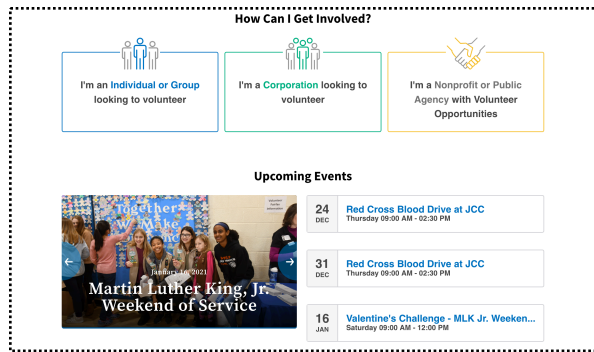 How Can I Get Involved?
I'm an Individual or Group
looking to volunteer
I'm a Corporation looking to
volunteer
I'm a Nonprofit or Public
Agency with Volunteer
Opportunities
Upcoming Events
Together
We Make
January 16, 2021
Martin Luther King, Jr.
Weekend of Service
24
DEC
Red Cross Blood Drive at JCC
Thursday 09:00 AM - 02:30 PM
31
DEC
Red Cross Blood Drive at JCC
Thursday 09:00 AM - 02:30 PM
16
JAN
Valentine's Challenge - MLK Jr. Weeken...
Saturday 09:00 AM - 12:00 PM